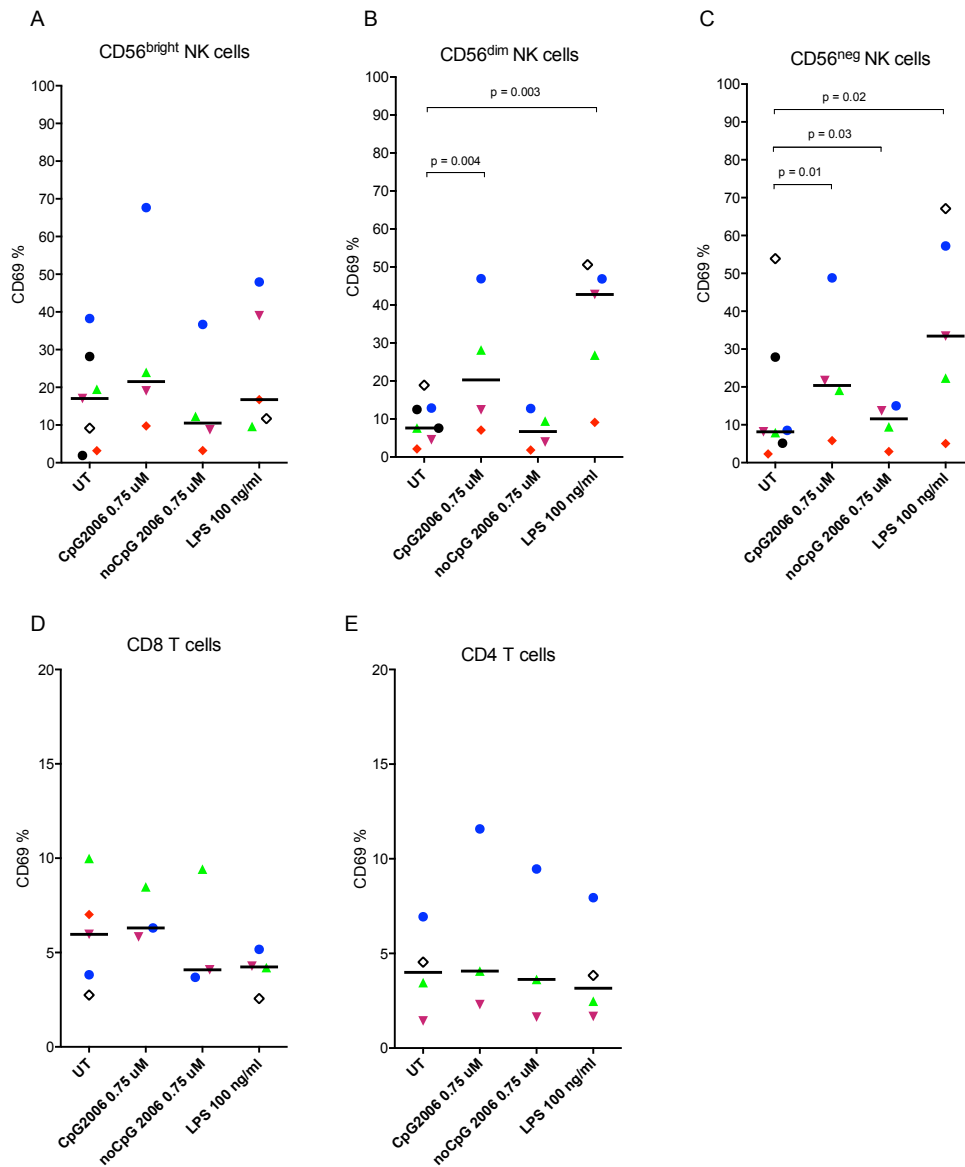 A
CD56bright NK cells
CD69 %
100
90
80
70
60
50
40
30
20
10
0
UT
CpG2006 0.75 uM
noCpG 2006 0.75 uM
LPS 100 ng/ml
B
CD56dim NK cells
CD69 %
100
90
80
70
60
50
40
30
20
10
0
p = 0.003
p = 0.004
UT
CpG2006 0.75 uM
noCpG 2006 0.75 uM
LPS 100 ng/ml
C
CD56neg NK cells
CD69 %
100
90
80
70
60
50
40
30
20
10
0
p = 0.02
p = 0.03
p = 0.01
UT
CpG2006 0.75 uM
noCpG 2006 0.75 uM
LPS 100 ng/ml
D
CD8 T cells
CD69 %
20
15
10
5
0
UT
CpG2006 0.75 uM
noCpG 2006 0.75 uM
LPS 100 ng/ml
E
CD4 T cells
CD69 %
20
15
10
5
0
UT
CpG2006 0.75 uM
noCpG 2006 0.75 uM
LPS 100 ng/ml